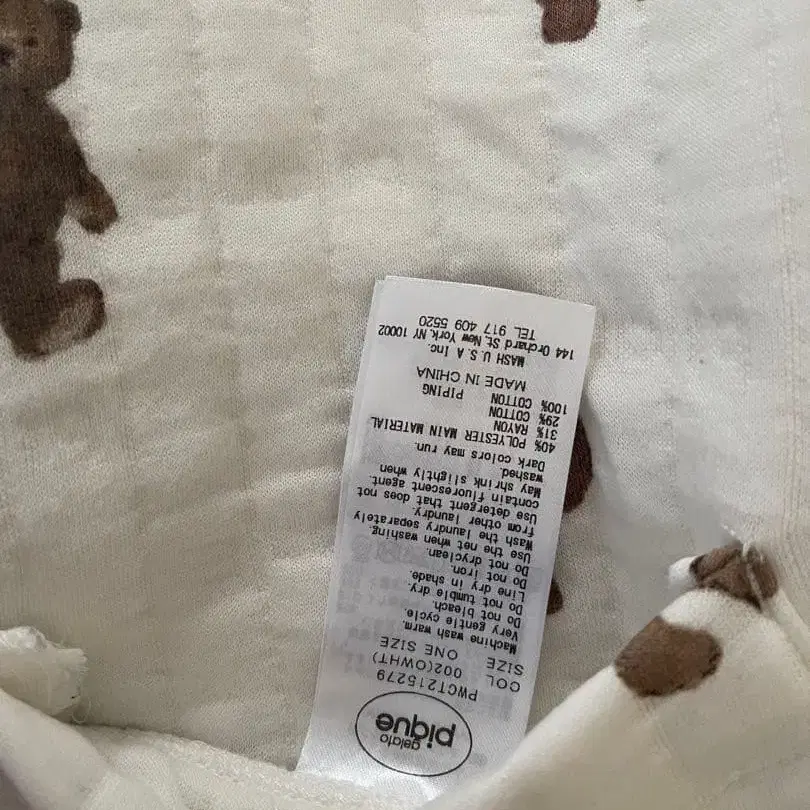 gelato
pique
PWCT215279
COL 002(OWHT)
SIZE ONE SIZE
Machine wash warm.
Very gentle cycle.
Do not bleach.
Do not tumble dry.
Line dry in shade.
Do not iron.
Do not dryclean.
Use the net when washing.
Wash the laundry separately
from other laundry.
Use detergent that does not
contain fluorescent agent.
May shrink slightly when
washed.
Dark colors may run.
40% POLYESTER MAIN MATERIAL
31% RAYON
29% COTTON
100% COTTON PIPING
MADE IN CHINA
MASH U.S.A Inc.
144 Orchard St, New York, NY 10002
TEL 917 409 5520